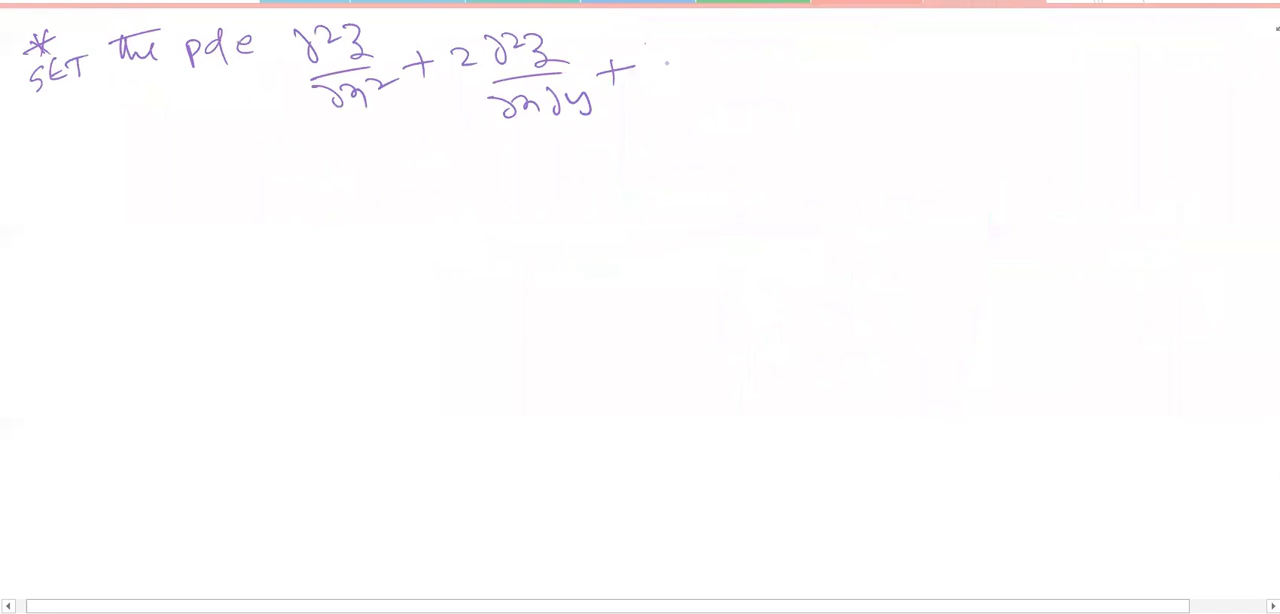 * the pde ∂²z/∂x² + 2 ∂²z/∂x∂y +
SET